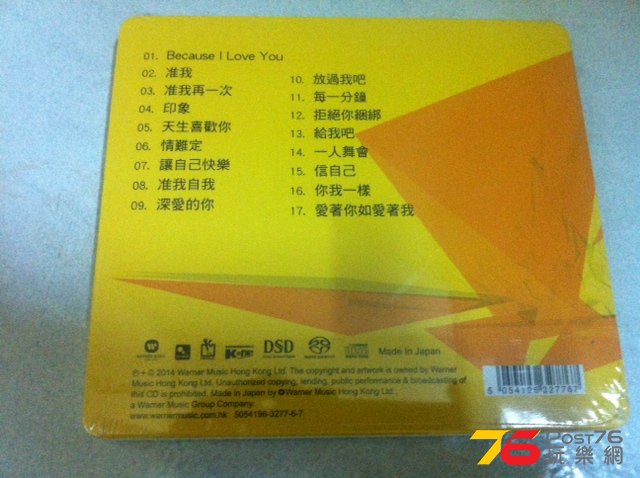 01. Because I Love You
02. 准我
03. 准我再一次
04. 印象
05. 天生喜歡你
06. 情難定
07. 讓自己快樂
08. 准我自我
09. 深愛的你
10. 放過我吧
11. 每一分鐘
12. 拒絕你綑綁
13. 給我吧
14. 一人舞會
15. 信自己
16. 你我一樣
17. 愛著你如愛著我
DSD
Made in Japan
℗+© 2014 Warner Music Hong Kong Ltd. The copyright and artwork is owned by Warner
Music Hong Kong Ltd. Unauthorized copying, lending, public performance & broadcasting of
this CD is prohibited. Made in Japan by Warner Music Hong Kong Ltd.:
a Warner Music Group Company.
www.warnermusic.com.hk 5054196-3277-6-7
5 054196 327767
76
Post76
玩樂網